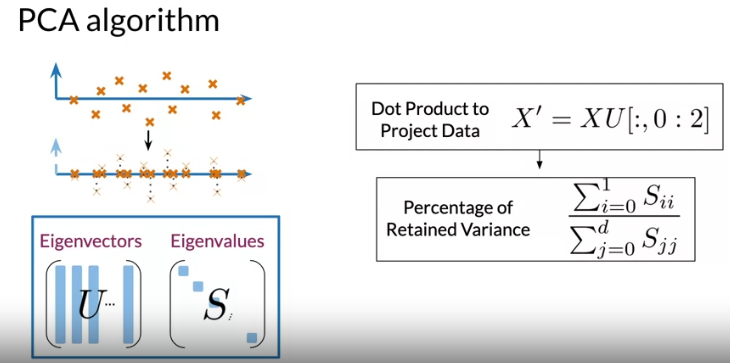 PCA algorithm
Dot Product to
Project Data
X′ = XU[:, 0 : 2]
Percentage of
Retained Variance
\frac{\sum_{i=0}^{1} S_{ii}}{\sum_{j=0}^{d} S_{jj}}
Eigenvectors Eigenvalues
U... S